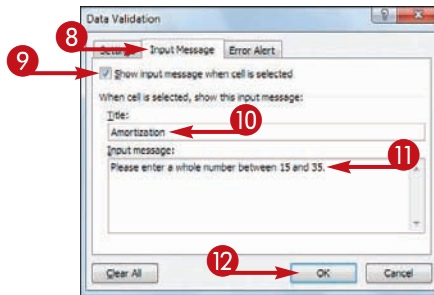 Data Validation
8
Settings Input Message Error Alert
9
Show input message when cell is selected
When cell is selected, show this input message:
Title:
Amortization
10
Input message:
Please enter a whole number between 15 and 35.
11
12
Clear All OK Cancel